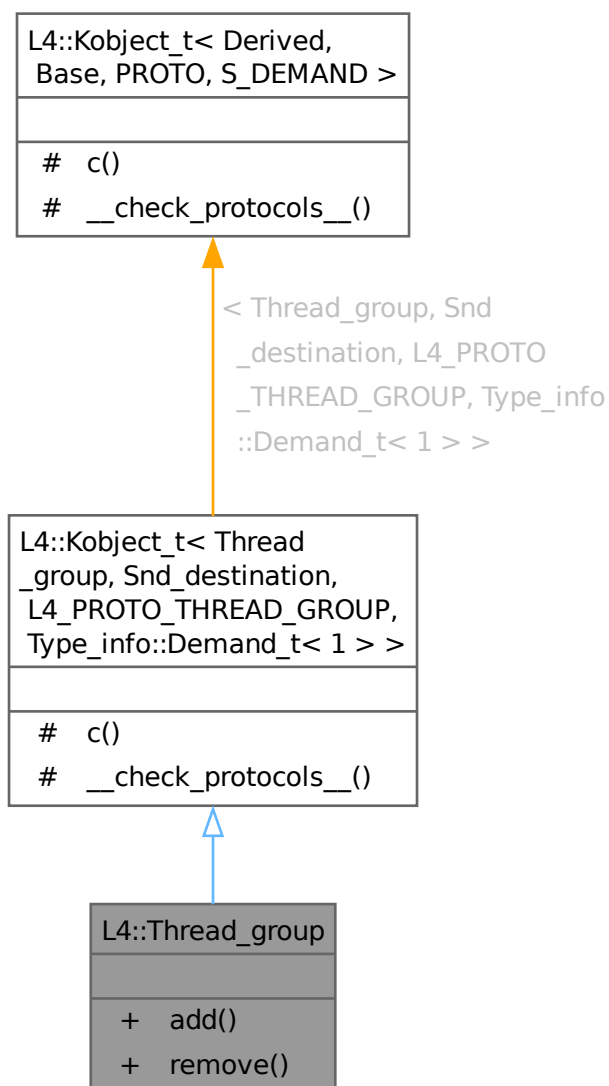 L4::Kobject_t< Derived,
Base, PROTO, S_DEMAND >
# c()
# __check_protocols__()
< Thread_group, Snd
_destination, L4_PROTO
_THREAD_GROUP, Type_info
::Demand_t< 1 > >
L4::Kobject_t< Thread
_group, Snd_destination,
L4_PROTO_THREAD_GROUP,
Type_info::Demand_t< 1 > >
# c()
# __check_protocols__()
L4::Thread_group
+ add()
+ remove()